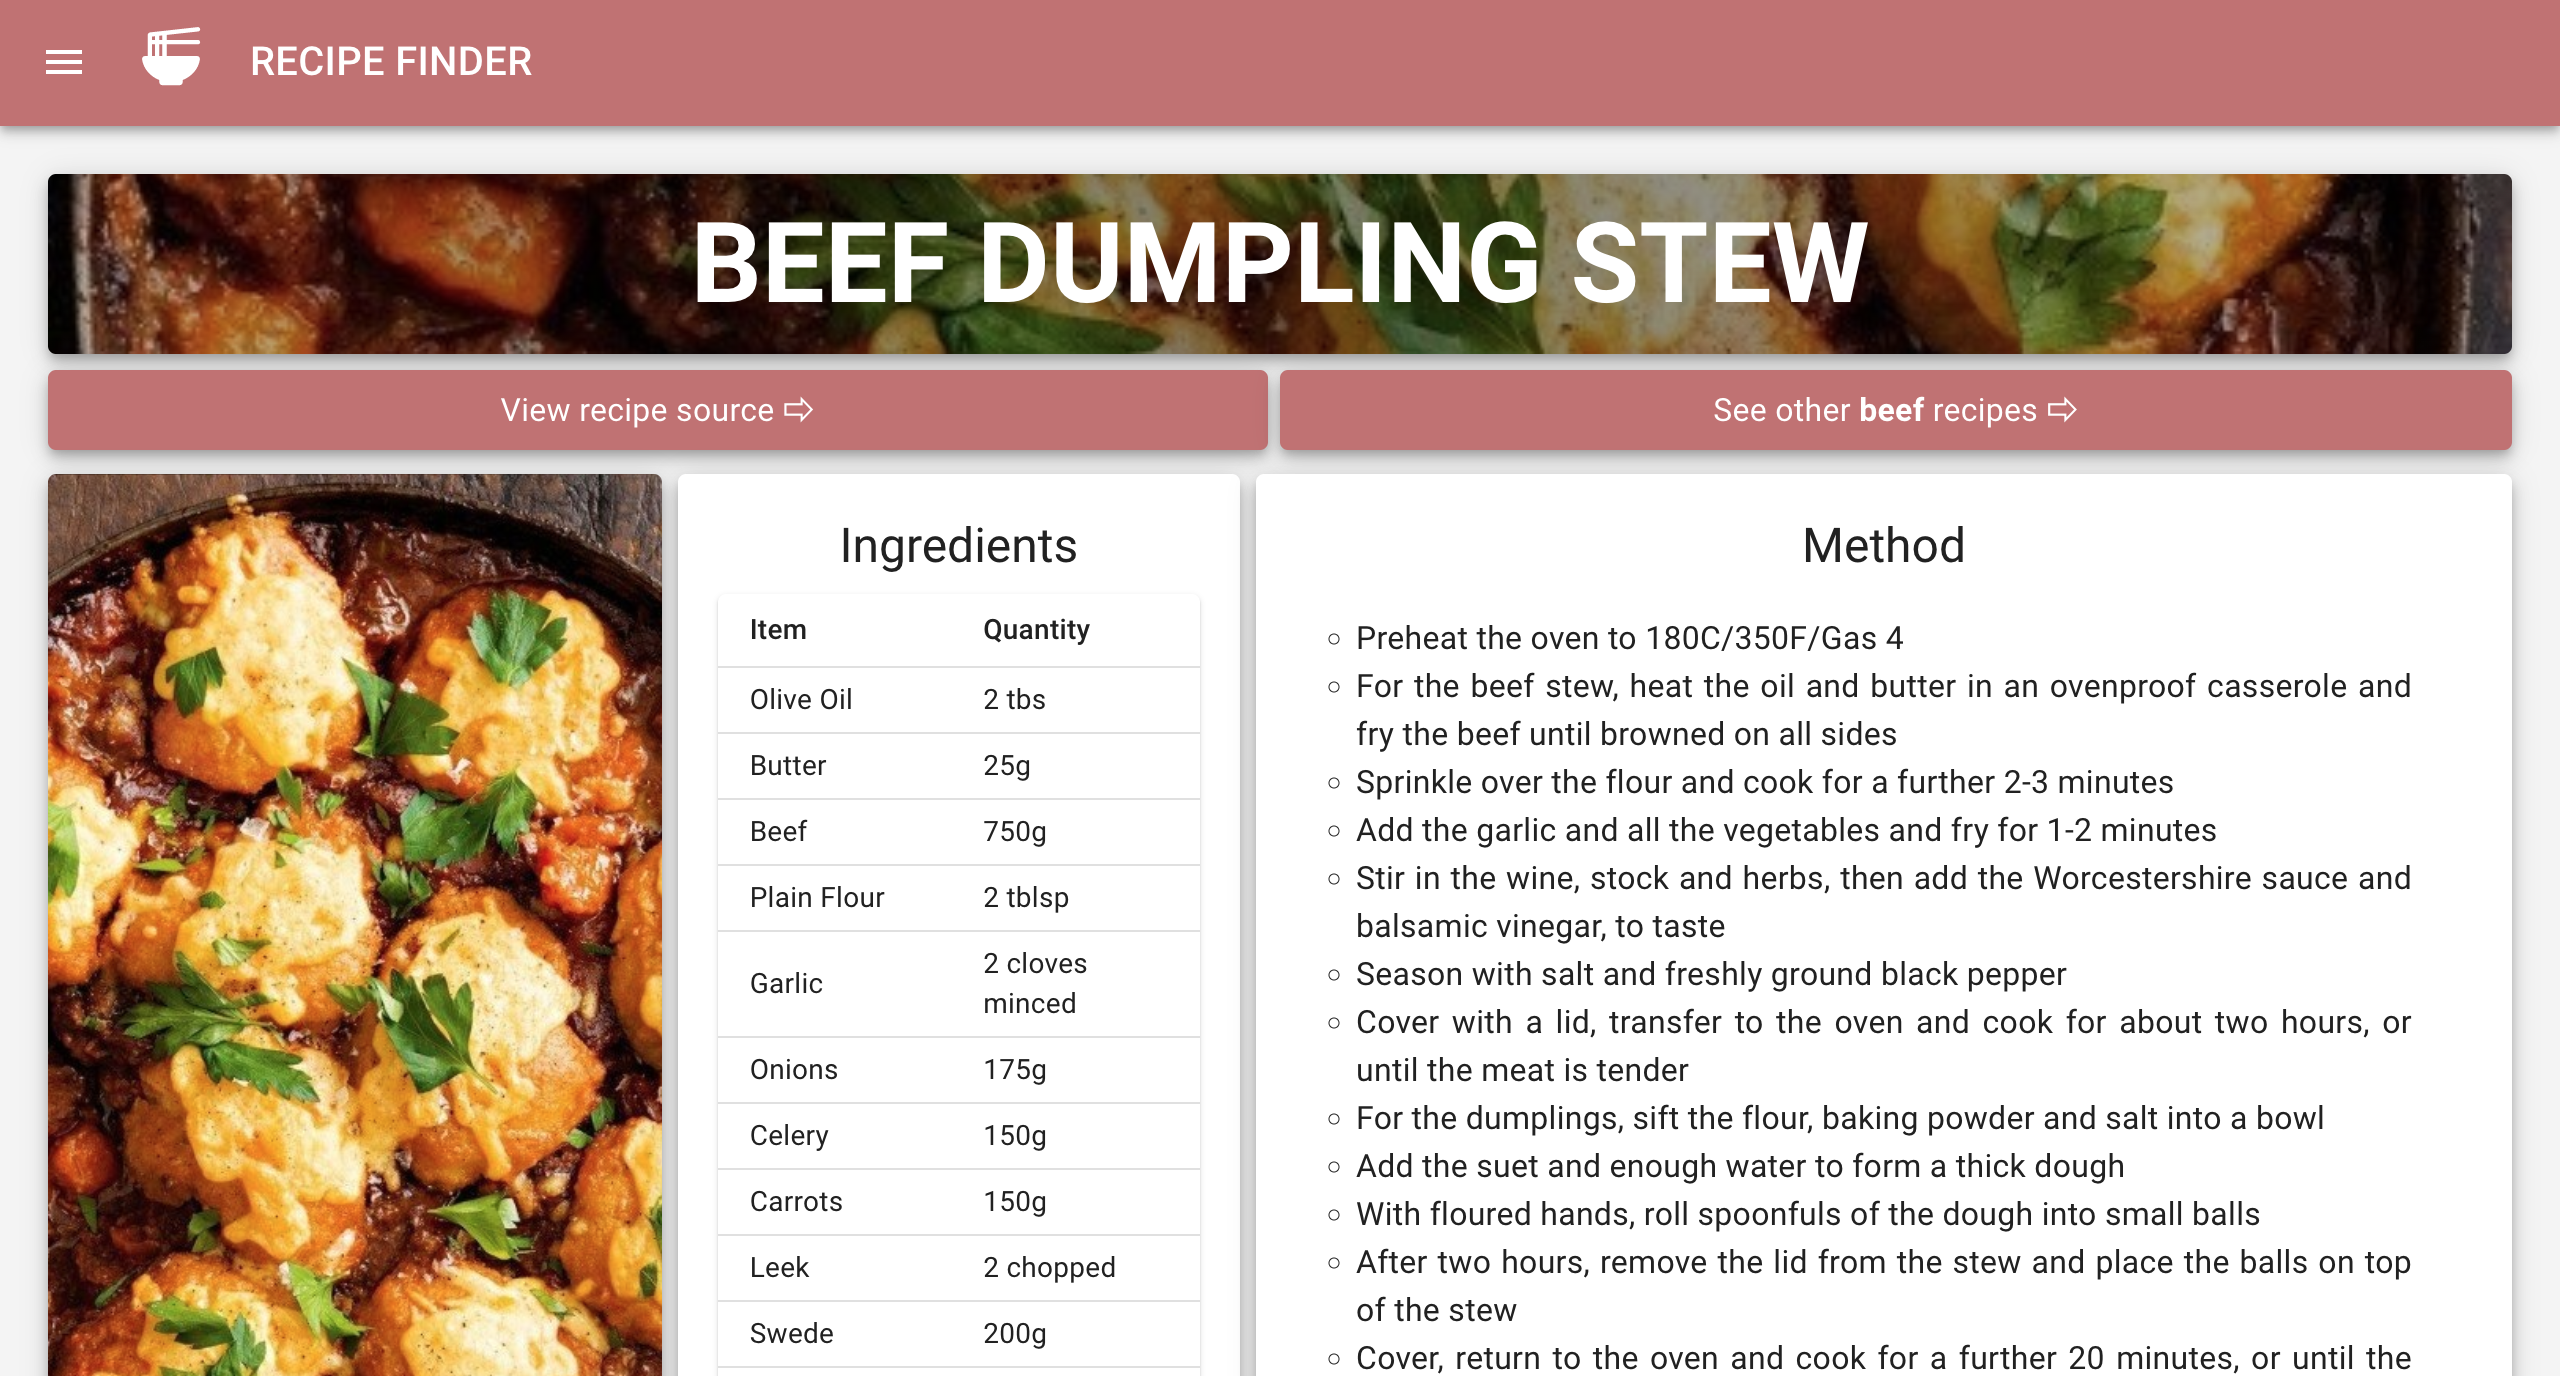 RECIPE FINDER
BEEF DUMPLING STEW
View recipe source ⇨
See other beef recipes ⇨
Ingredients
Item Quantity
Olive Oil 2 tbs
Butter 25g
Beef 750g
Plain Flour 2 tblsp
Garlic 2 cloves
minced
Onions 175g
Celery 150g
Carrots 150g
Leek 2 chopped
Swede 200g
Method
Preheat the oven to 180C/350F/Gas 4
For the beef stew, heat the oil and butter in an ovenproof casserole and
fry the beef until browned on all sides
Sprinkle over the flour and cook for a further 2-3 minutes
Add the garlic and all the vegetables and fry for 1-2 minutes
Stir in the wine, stock and herbs, then add the Worcestershire sauce and
balsamic vinegar, to taste
Season with salt and freshly ground black pepper
Cover with a lid, transfer to the oven and cook for about two hours, or
until the meat is tender
For the dumplings, sift the flour, baking powder and salt into a bowl
Add the suet and enough water to form a thick dough
With floured hands, roll spoonfuls of the dough into small balls
After two hours, remove the lid from the stew and place the balls on top
of the stew
Cover, return to the oven and cook for a further 20 minutes, or until the